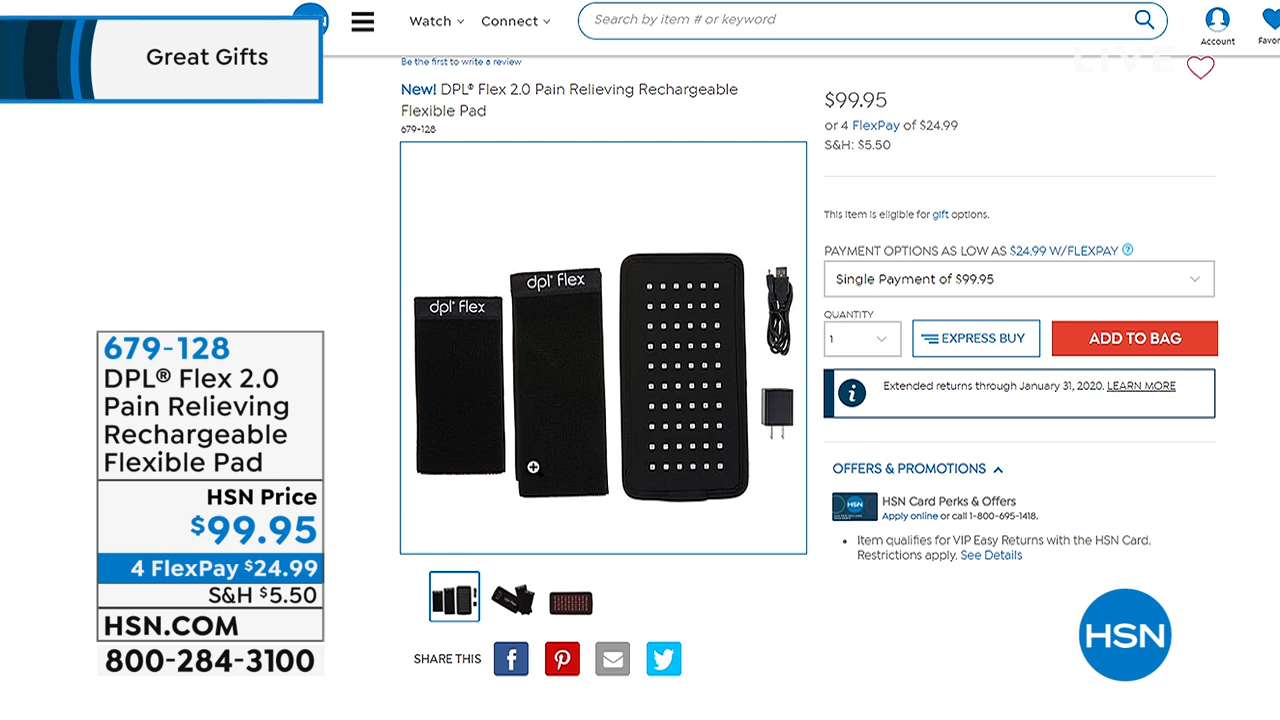 Great Gifts
Watch
Connect
Search by item # or keyword
Account
LIVE
Be the first to write a review
New! DPL® Flex 2.0 Pain Relieving Rechargeable
Flexible Pad
679-128
dpl® Flex
dpl® Flex
$99.95
or 4 FlexPay of $24.99
S&H: $5.50
This item is eligible for gift options.
PAYMENT OPTIONS AS LOW AS $24.99 W/FLEXPAY ?
Single Payment of $99.95
QUANTITY
1
EXPRESS BUY
ADD TO BAG
Extended returns through January 31, 2020. LEARN MORE
OFFERS & PROMOTIONS
HSN
HSN Card Perks & Offers
Apply online or call 1-800-695-1418.
• Item qualifies for VIP Easy Returns with the HSN Card.
Restrictions apply. See Details
SHARE THIS
679-128
DPL® Flex 2.0
Pain Relieving
Rechargeable
Flexible Pad
HSN Price
$99.95
4 FlexPay $24.99
S&H $5.50
HSN.COM
800-284-3100
HSN